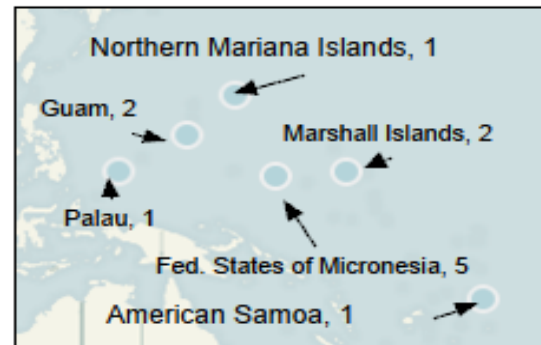 Northern Mariana Islands, 1
Guam, 2
Marshall Islands, 2
Palau, 1
Fed. States of Micronesia, 5
American Samoa, 1